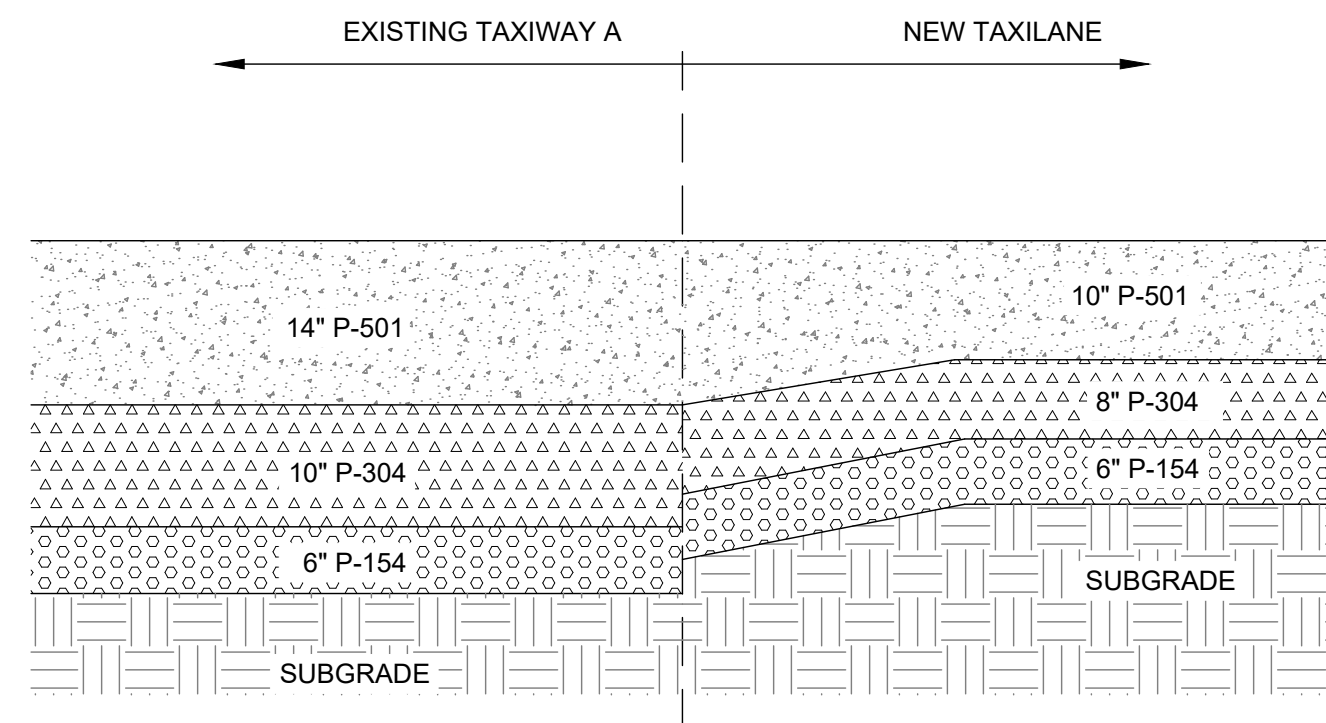 EXISTING TAXIWAY A
NEW TAXILANE
14" P-501
10" P-501
10" P-304
8" P-304
6" P-154
6" P-154
SUBGRADE
SUBGRADE